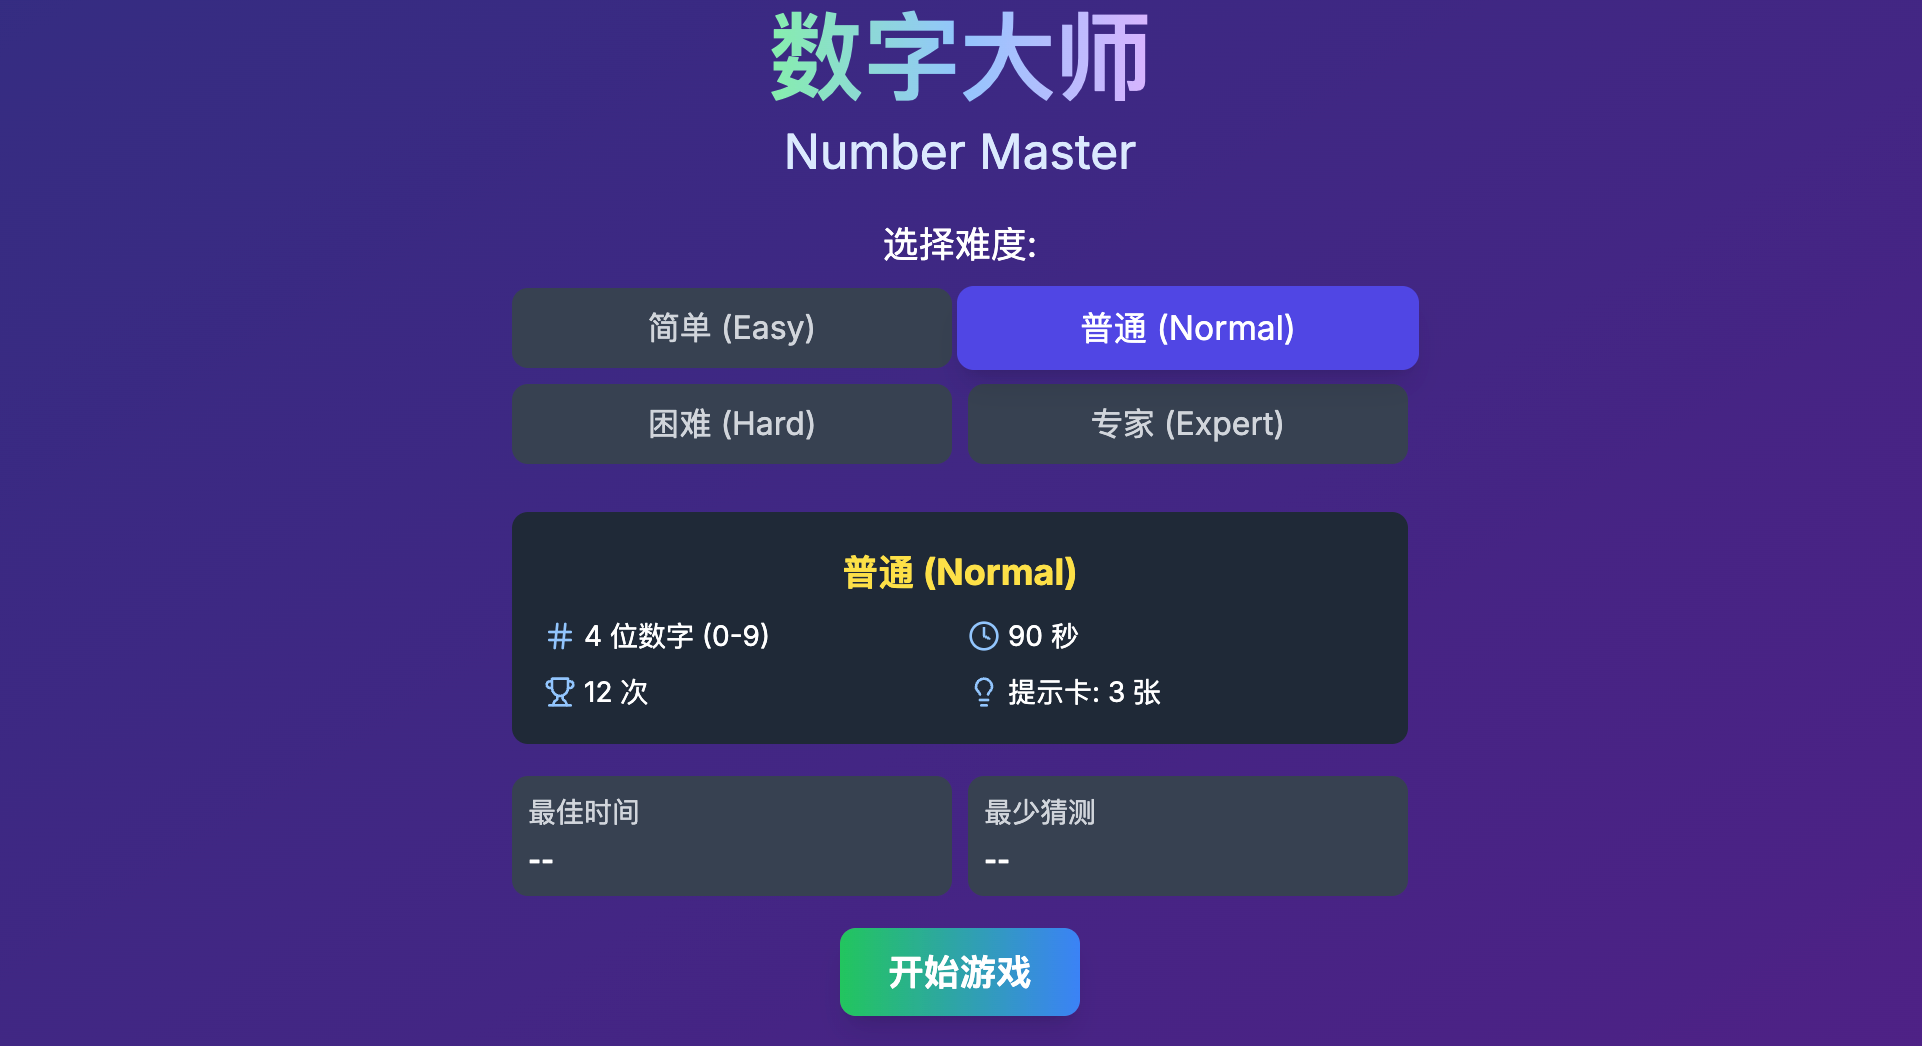 数字大师
Number Master
选择难度:
简单 (Easy)
普通 (Normal)
困难 (Hard)
专家 (Expert)
普通 (Normal)
4 位数字 (0-9)
90 秒
12 次
提示卡: 3 张
最佳时间
--
最少猜测
--
开始游戏